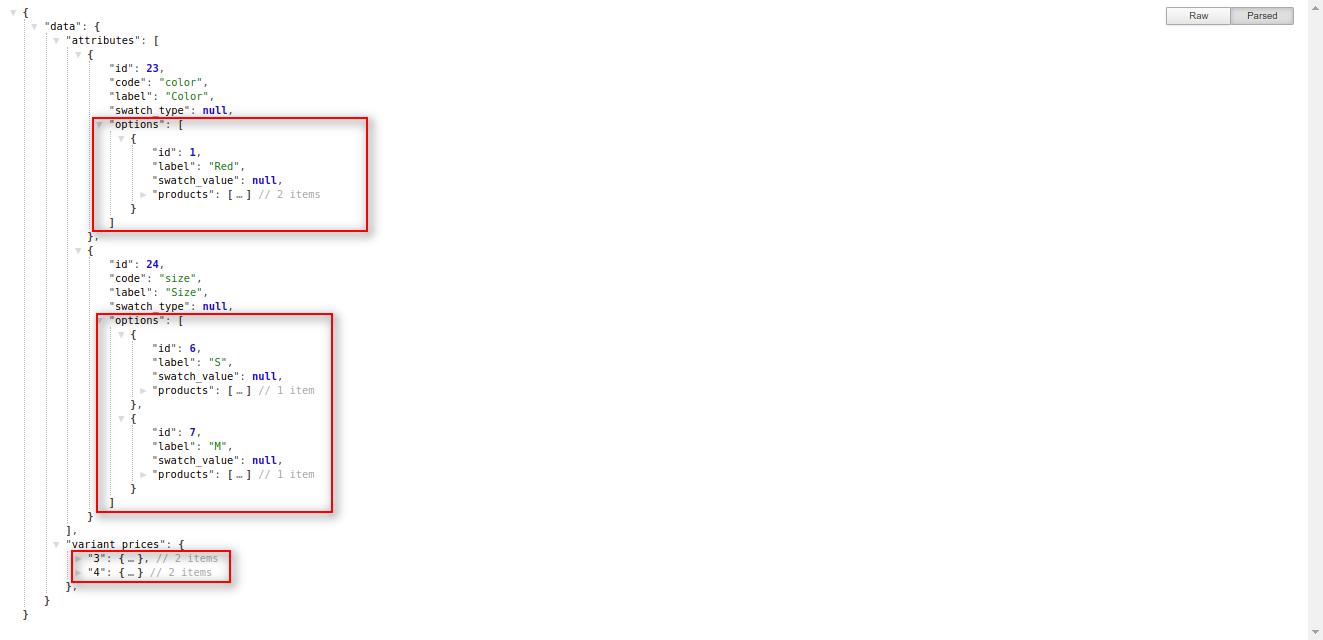 Raw Parsed
{
"data": {
"attributes": [
{
"id": 23,
"code": "color",
"label": "Color",
"swatch_type": null,
"options": [
{
"id": 1,
"label": "Red",
"swatch_value": null,
"products": [ … ] // 2 items
}
]
},
{
"id": 24,
"code": "size",
"label": "Size",
"swatch_type": null,
"options": [
{
"id": 6,
"label": "S",
"swatch_value": null,
"products": [ … ] // 1 item
},
{
"id": 7,
"label": "M",
"swatch_value": null,
"products": [ … ] // 1 item
}
]
}
],
"variant_prices": {
"3": { … }, // 2 items
"4": { … } // 2 items
},
}
}